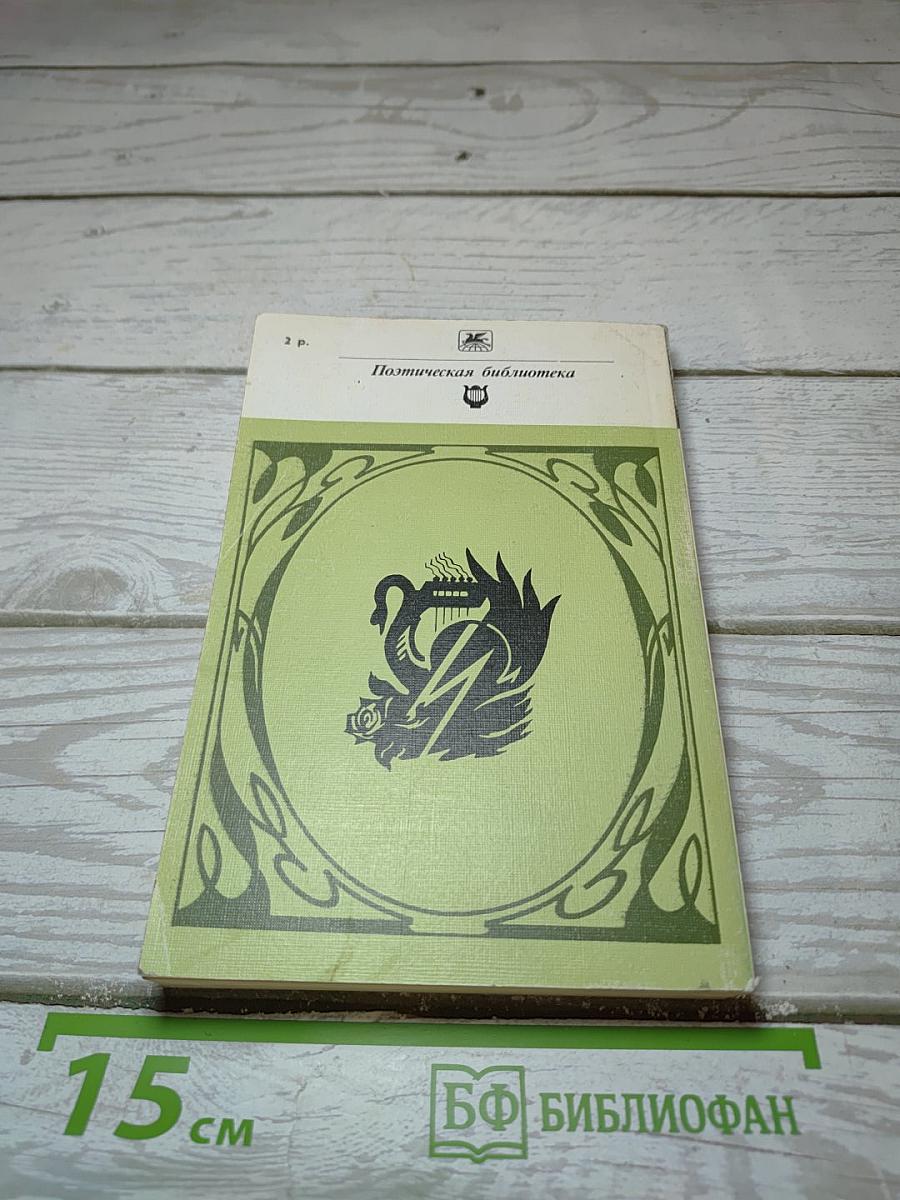 2 р.
Поэтическая библиотека
15 см
БФ БИБЛИОФАН